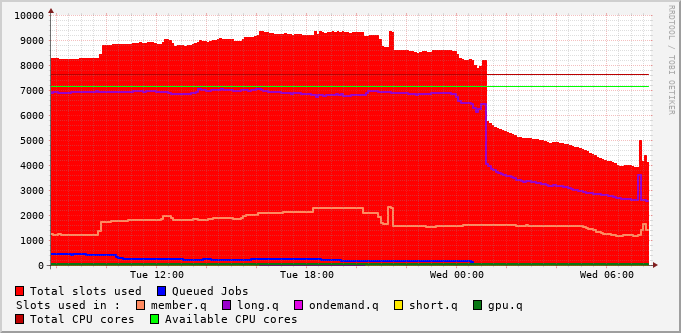 RRDTOOL / TOBI OETIKER
10000
9000
8000
7000
6000
5000
4000
3000
2000
1000
0
Tue 12:00 Tue 18:00 Wed 00:00 Wed 06:00
Total slots used Queued Jobs
Slots used in : member.q long.q ondemand.q short.q gpu.q
Total CPU cores Available CPU cores